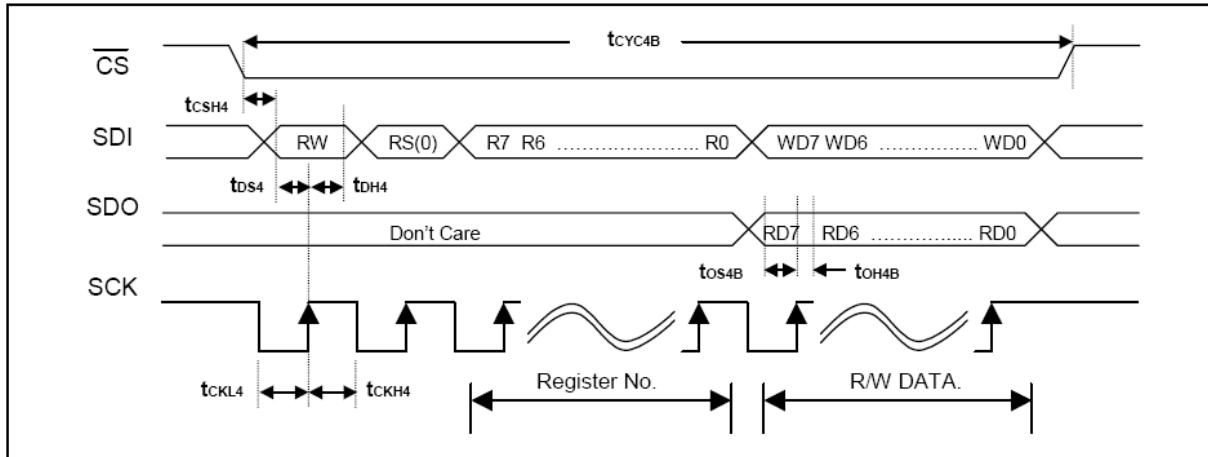 tCYC4B
CS
tCSH4
SDI
RW
RS(0)
R7 R6 ........................ R0
WD7 WD6 ................ WD0
tDS4
tDH4
SDO
Don't Care
RD7
RD6 ................ RD0
tOS4B
tOH4B
SCK
tCKL4
tCKH4
Register No.
R/W DATA.